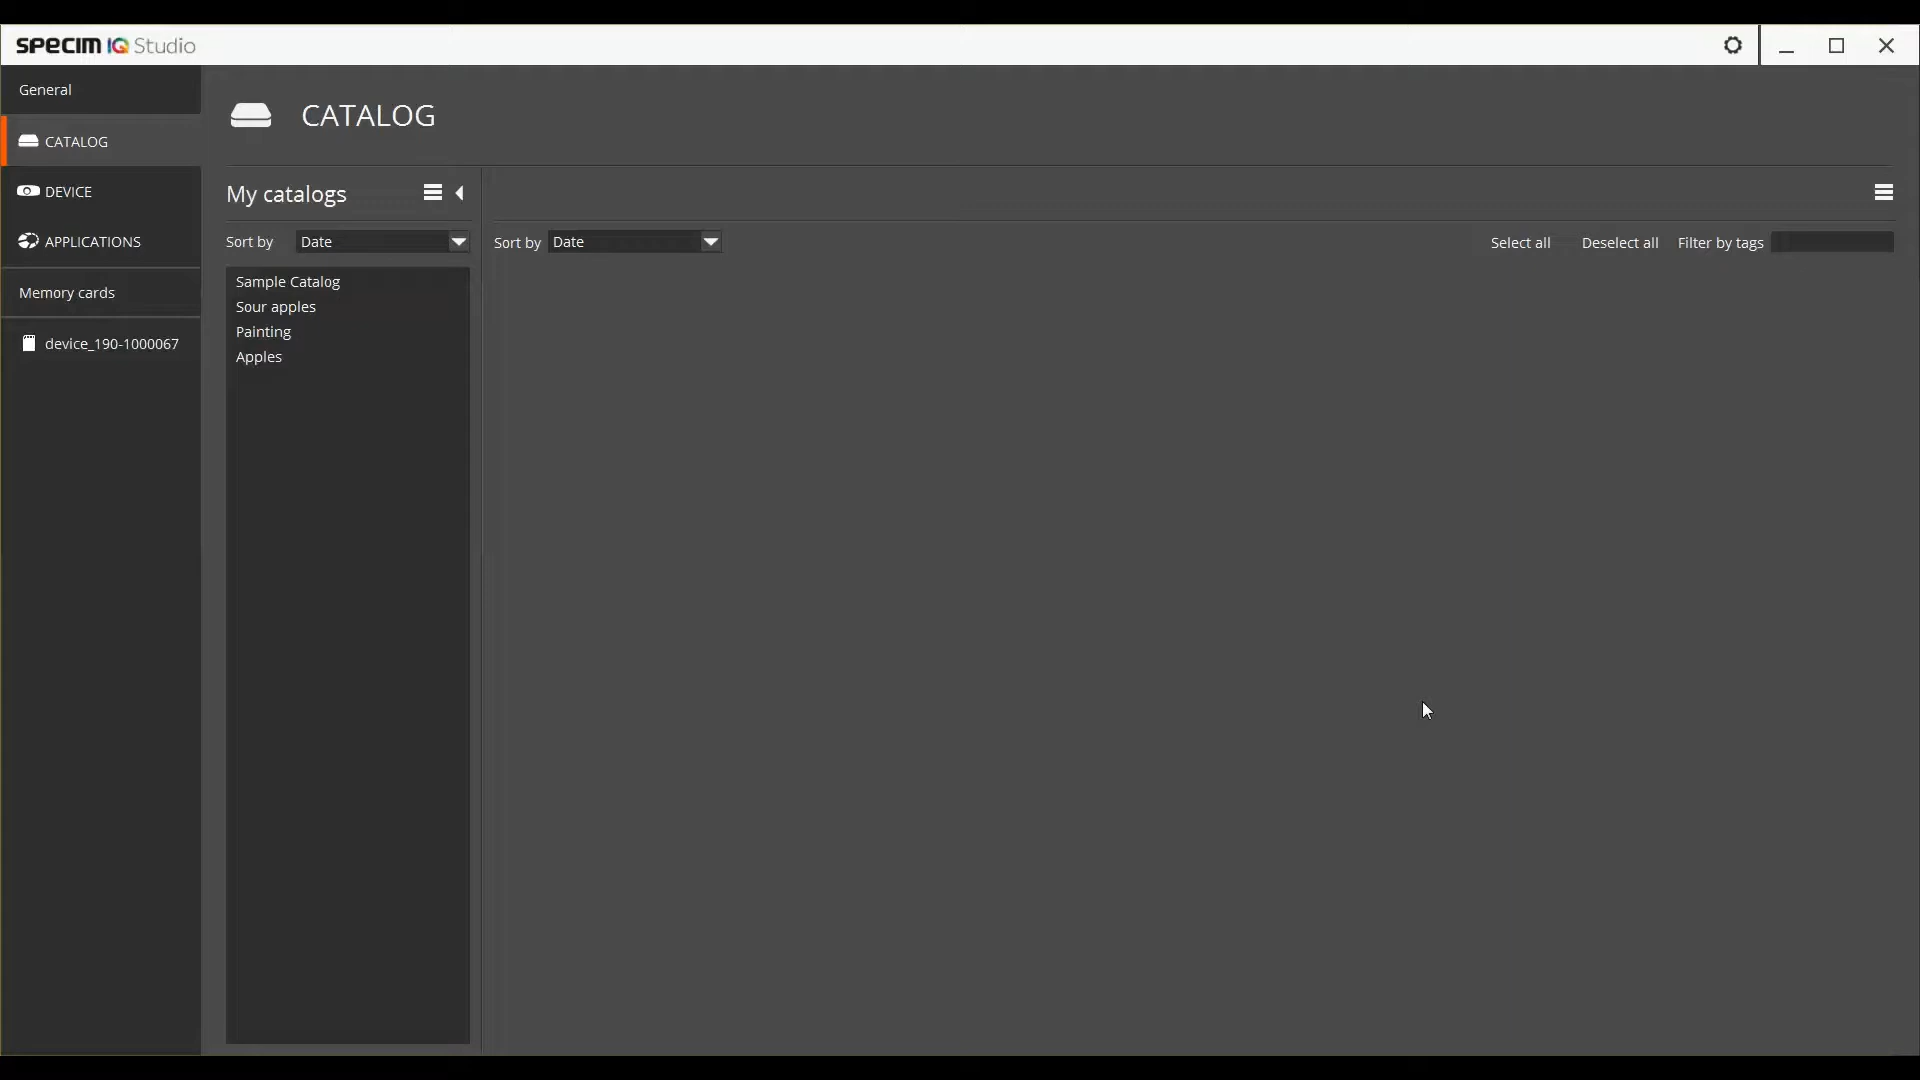 SPECIM IQ Studio
General
CATALOG
DEVICE
APPLICATIONS
Memory cards
device_190-1000067
CATALOG
My catalogs
Sort by Date
Sample Catalog
Sour apples
Painting
Apples
Sort by Date
Select all Deselect all Filter by tags